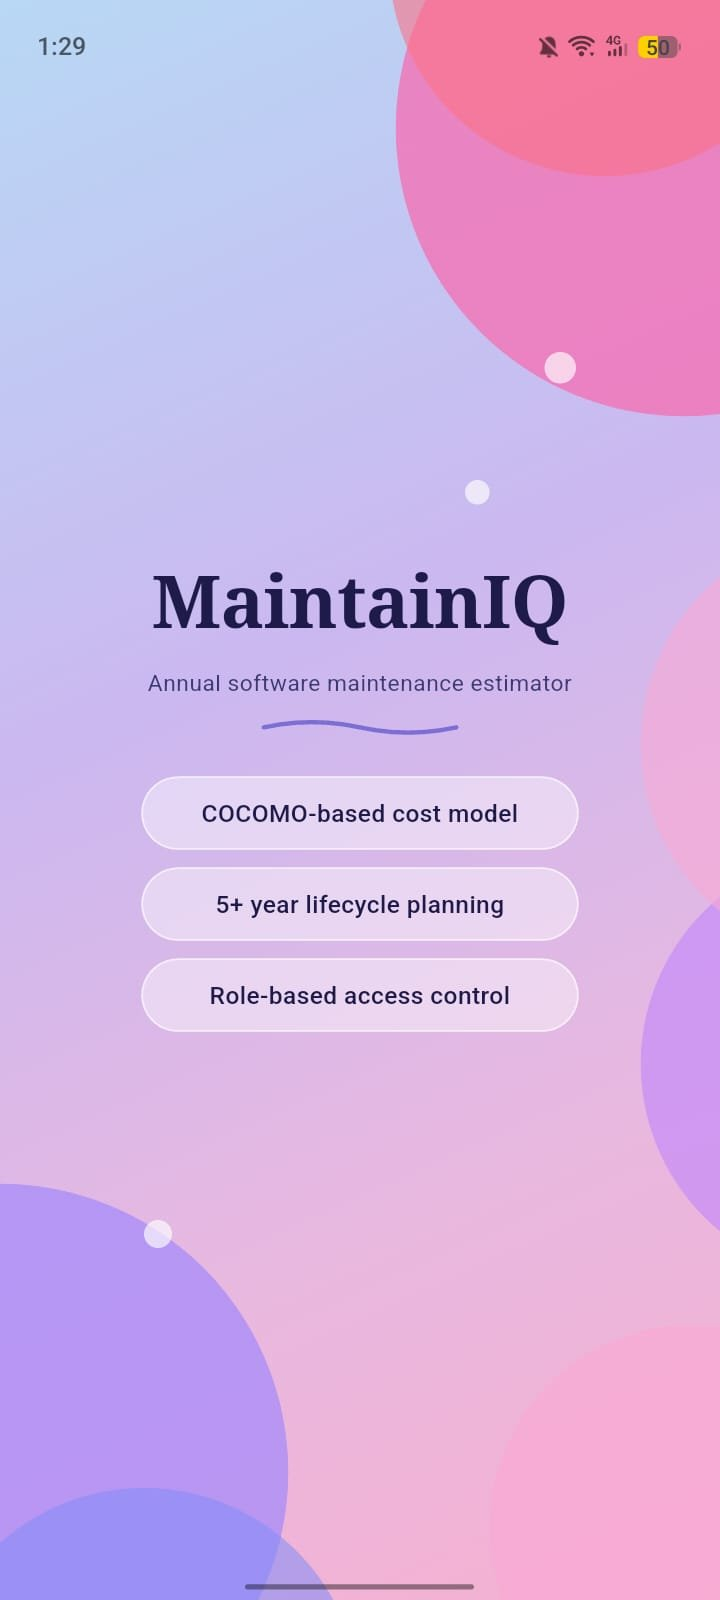 1:29
4G
50
MaintainIQ
Annual software maintenance estimator
COCOMO-based cost model
5+ year lifecycle planning
Role-based access control